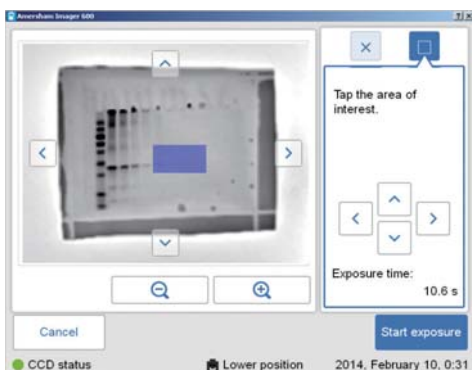 Amersham Imager 600
Tap the area of
interest.
Exposure time:
10.6 s
Cancel
Start exposure
CCD status
Lower position
2014, February 10, 0:31